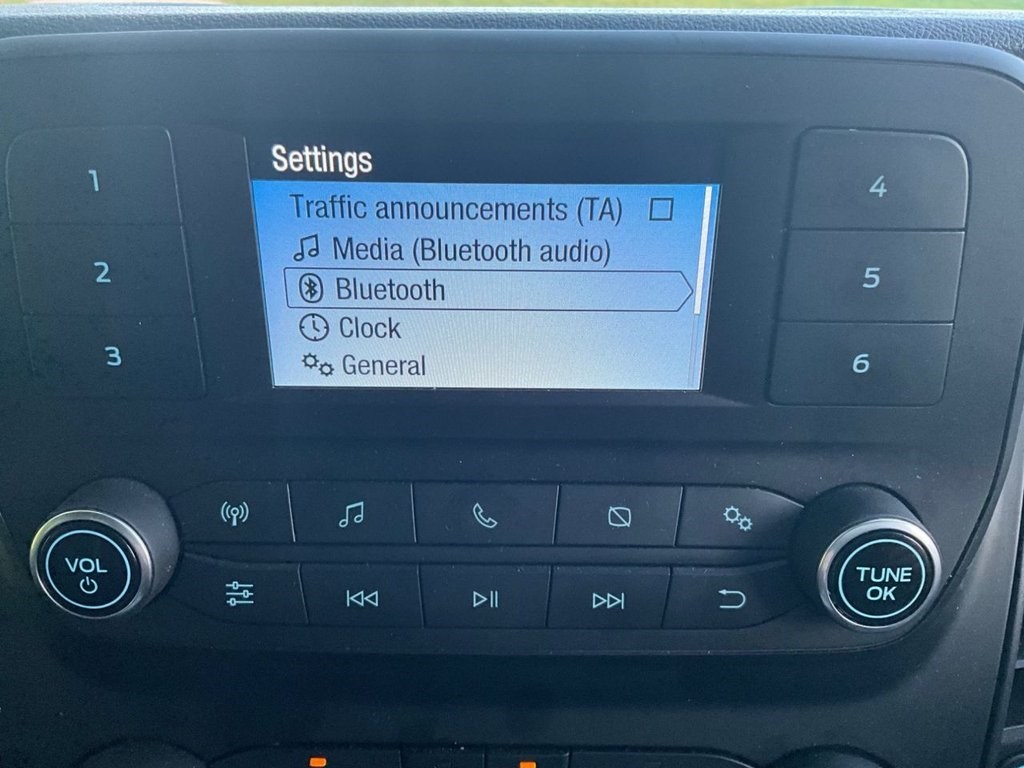 Settings
Traffic announcements (TA)
Media (Bluetooth audio)
Bluetooth
Clock
General
1
2
3
4
5
6
VOL
TUNE
OK